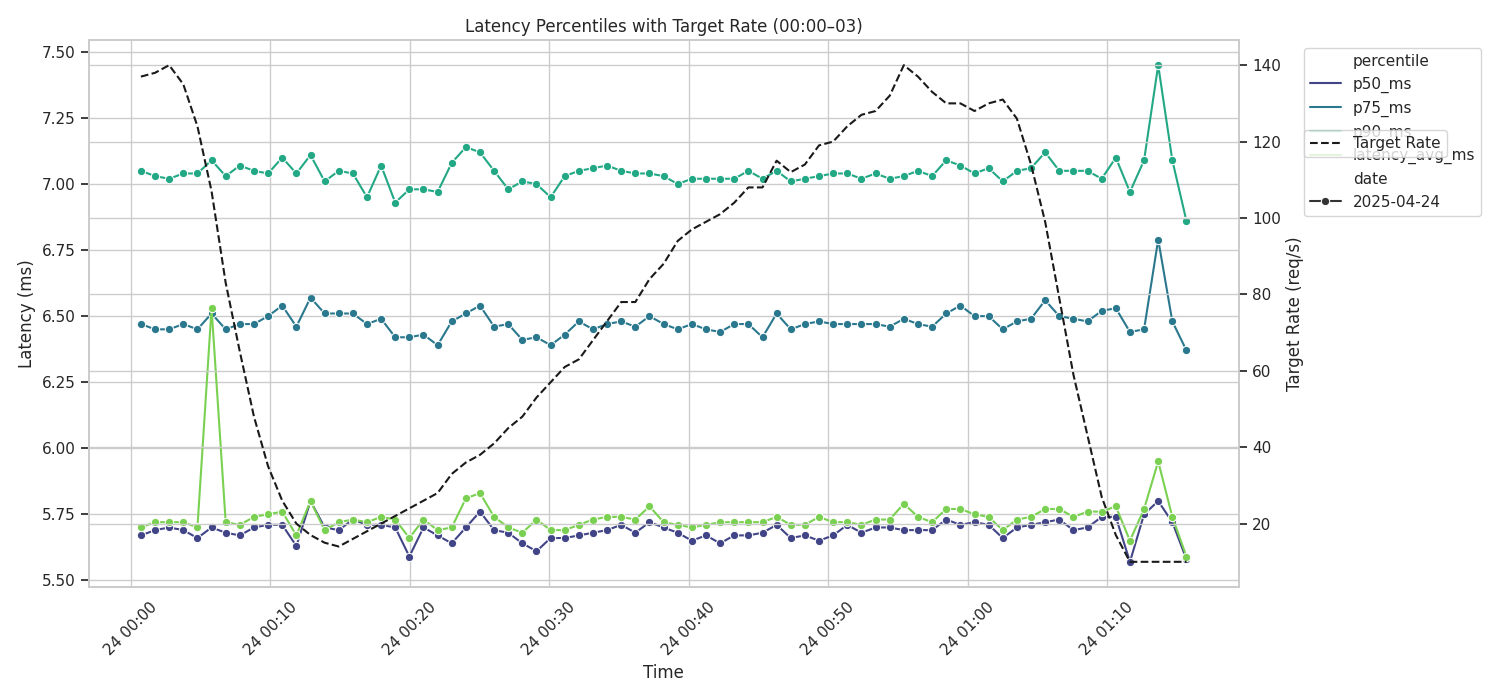 Latency Percentiles with Target Rate (00:00–03)
7.50
7.25
7.00
6.75
6.50
6.25
6.00
5.75
5.50
Latency (ms)
140
120
100
80
60
40
20
Target Rate (req/s)
percentile
p50_ms
p75_ms
p90_ms
Target Rate
latency_avg_ms
date
2025-04-24
24 00:00
24 00:10
24 00:20
24 00:30
24 00:40
24 00:50
24 01:00
24 01:10
Time